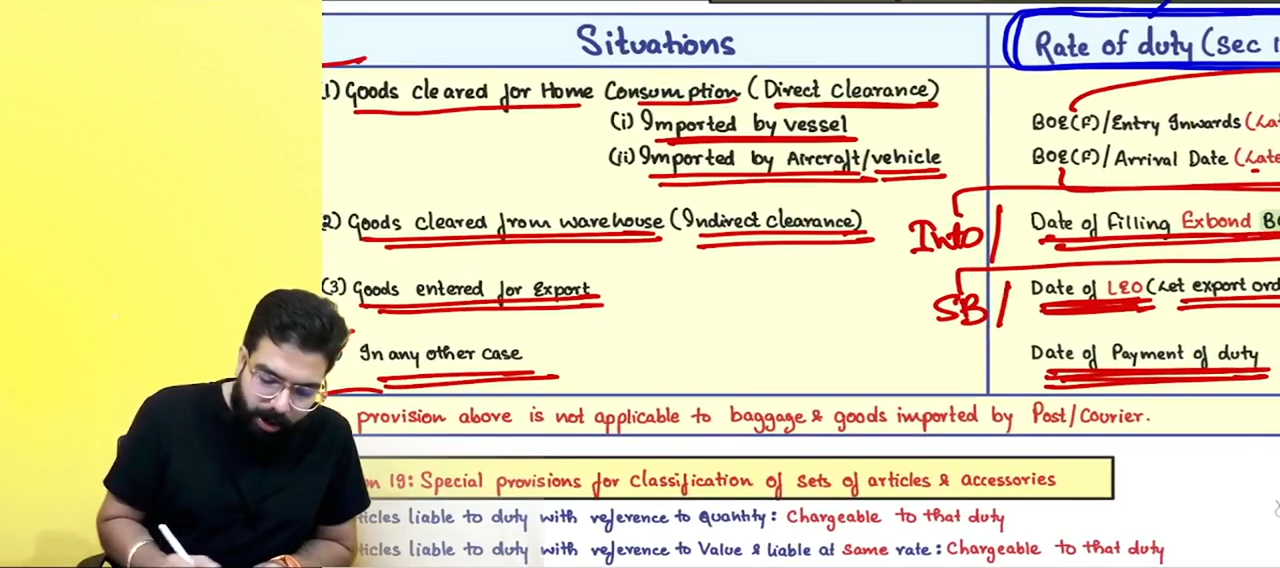 Situations
Rate of duty (sec 1
1) Goods cleared for Home Consumption (Direct Clearance)
(i) Imported by vessel
BOE(F)/Entry Inwards (Lat
(ii) Imported by Aircraft/vehicle
BOE(F)/Arrival Date (Late
2) Goods cleared from warehouse (Indirect clearance)
Into
Date of Filling Exbond B
(3) Goods entered for Export
SB
Date of LEO (Let export ord
In any other case
Date of Payment of duty
provision above is not applicable to baggage & goods imported by Post/Courier.
n 19: Special provisions for classification of sets of articles & accessories
ticles liable to duty with reference to Quantity: Chargeable to that duty
ticles liable to duty with reference to Value & liable at same rate: Chargeable to that duty